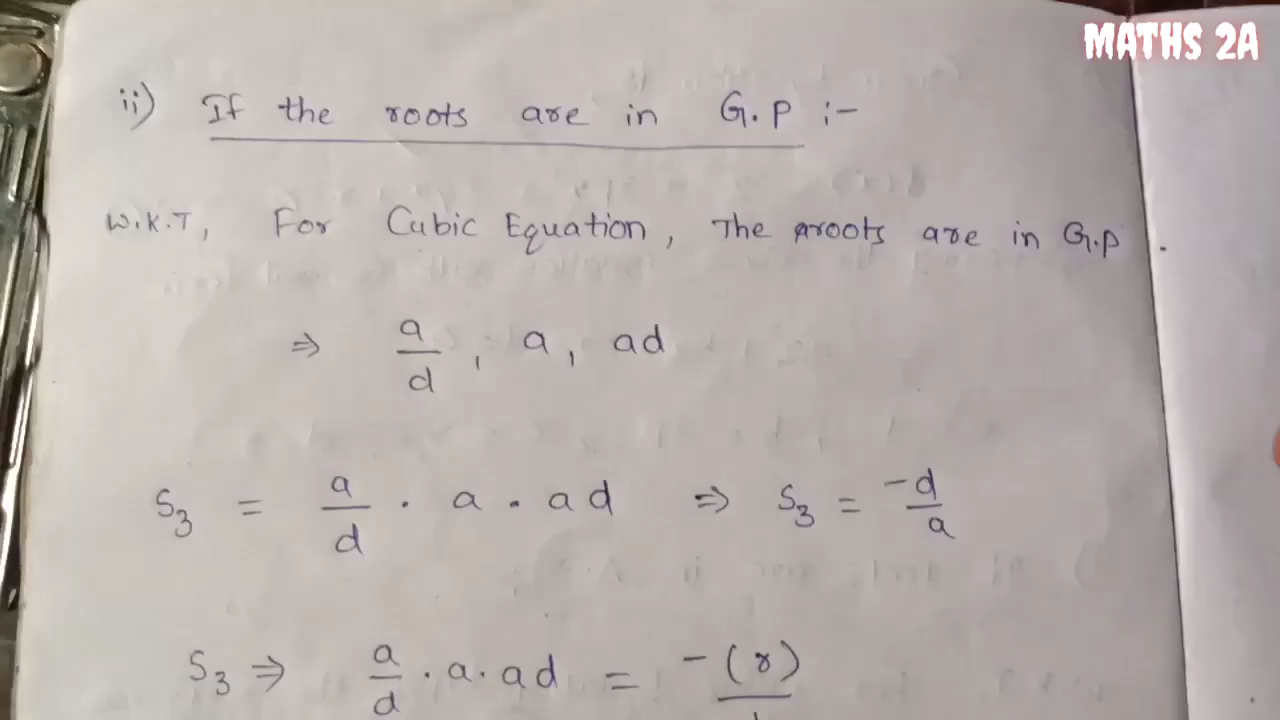 MATHS 2A
ii) If the roots are in G.P :-
W.K.T, For Cubic Equation, The roots are in G.P.
⇒ a/d, a, ad
S₃ = a/d · a · ad ⇒ S₃ = -d/a
S₃ ⇒ a/d · a · ad = -(r)/